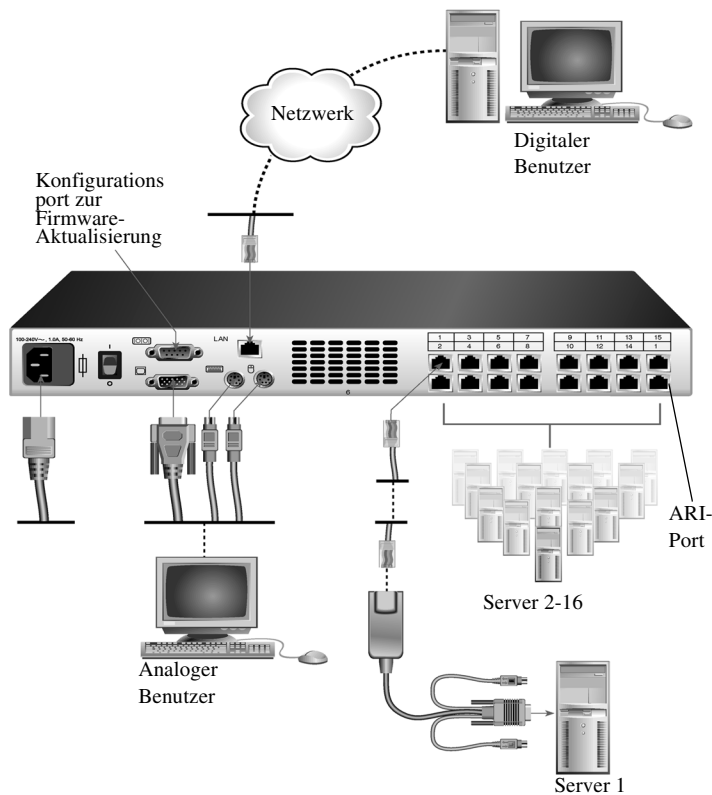 Netzwerk
Digitaler
Benutzer
Konfigurations
port zur
Firmware-
Aktualisierung
100-240V~, 1.0A, 50-60 Hz
LAN
1 3 5 7
2 4 6 8
9 11 13 15
10 12 14 1
6
I
O
ARI-
Port
Server 2-16
Analoger
Benutzer
Server 1